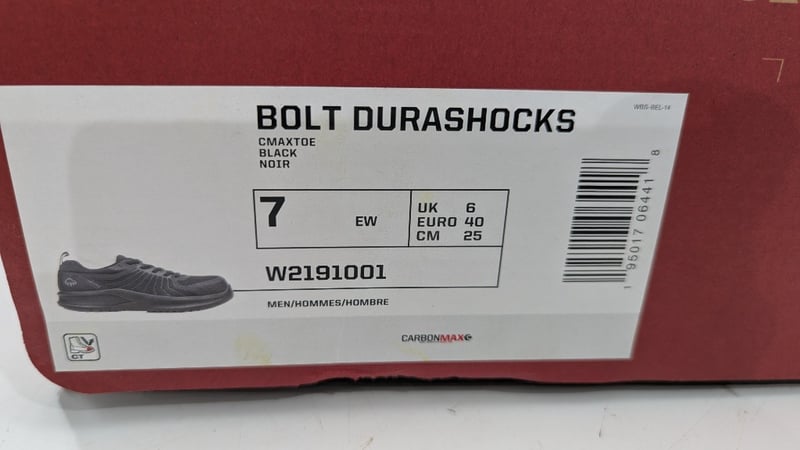 WBS-BEL-14
BOLT DURASHOCKS
CMAXTOE
BLACK
NOIR
7 EW
UK 6
EURO 40
CM 25
W2191001
MEN/HOMMES/HOMBRE
CARBONMAX
CT
1 95017 06441 8